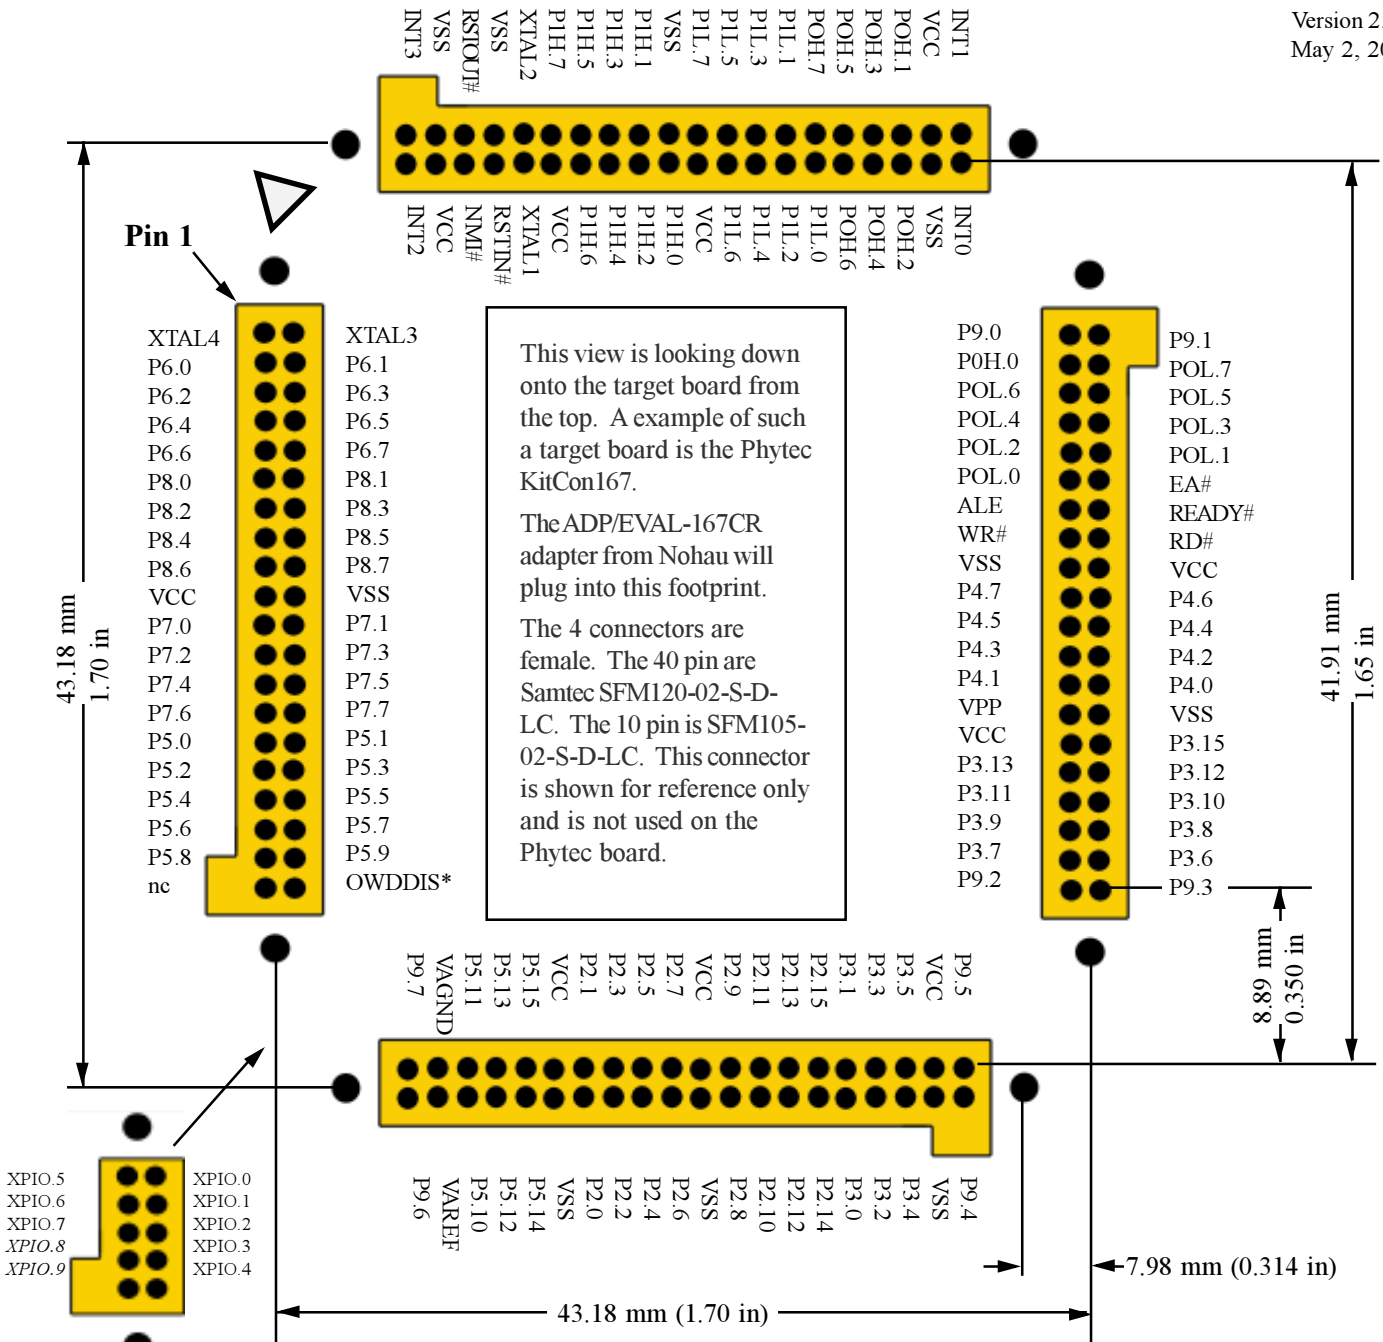 INT3
VSS
RSTOUT#
VSS
XTAL2
P1H.7
P1H.5
P1H.3
P1H.1
VSS
P1L.7
P1L.5
P1L.3
P1L.1
POH.7
POH.5
POH.3
POH.1
VCC
INT1
Version 2.
May 2, 20
INT2
VCC
NMI#
RSTIN#
XTAL1
VCC
P1H.6
P1H.4
P1H.2
P1H.0
VCC
P1L.6
P1L.4
P1L.2
P1L.0
POH.6
POH.4
POH.2
VSS
INT0
Pin 1
XTAL4
P6.0
P6.2
P6.4
P6.6
P8.0
P8.2
P8.4
P8.6
VCC
P7.0
P7.2
P7.4
P7.6
P5.0
P5.2
P5.4
P5.6
P5.8
nc
XTAL3
P6.1
P6.3
P6.5
P6.7
P8.1
P8.3
P8.5
P8.7
VSS
P7.1
P7.3
P7.5
P7.7
P5.1
P5.3
P5.5
P5.7
P5.9
OWDDIS*
This view is looking down
onto the target board from
the top. A example of such
a target board is the Phytec
KitCon167.
The ADP/EVAL-167CR
adapter from Nohau will
plug into this footprint.
The 4 connectors are
female. The 40 pin are
Samtec SFM120-02-S-D-
LC. The 10 pin is SFM105-
02-S-D-LC. This connector
is shown for reference only
and is not used on the
Phytec board.
P9.0
P0H.0
POL.6
POL.4
POL.2
POL.0
ALE
WR#
VSS
P4.7
P4.5
P4.3
P4.1
VPP
VCC
P3.13
P3.11
P3.9
P3.7
P9.2
P9.1
POL.7
POL.5
POL.3
POL.1
EA#
READY#
RD#
VCC
P4.6
P4.4
P4.2
P4.0
VSS
P3.15
P3.12
P3.10
P3.8
P3.6
P9.3
43.18 mm
1.70 in
41.91 mm
1.65 in
8.89 mm
0.350 in
P9.7
VAGND
P5.11
P5.13
P5.15
VCC
P2.1
P2.3
P2.5
P2.7
VCC
P2.9
P2.11
P2.13
P2.15
P3.1
P3.3
P3.5
VCC
P9.5
P9.6
VAREF
P5.10
P5.12
P5.14
VSS
P2.0
P2.2
P2.4
P2.6
VSS
P2.8
P2.10
P2.12
P2.14
P3.0
P3.2
P3.4
VSS
P9.4
XPIO.5
XPIO.6
XPIO.7
XPIO.8
XPIO.9
XPIO.0
XPIO.1
XPIO.2
XPIO.3
XPIO.4
7.98 mm (0.314 in)
43.18 mm (1.70 in)